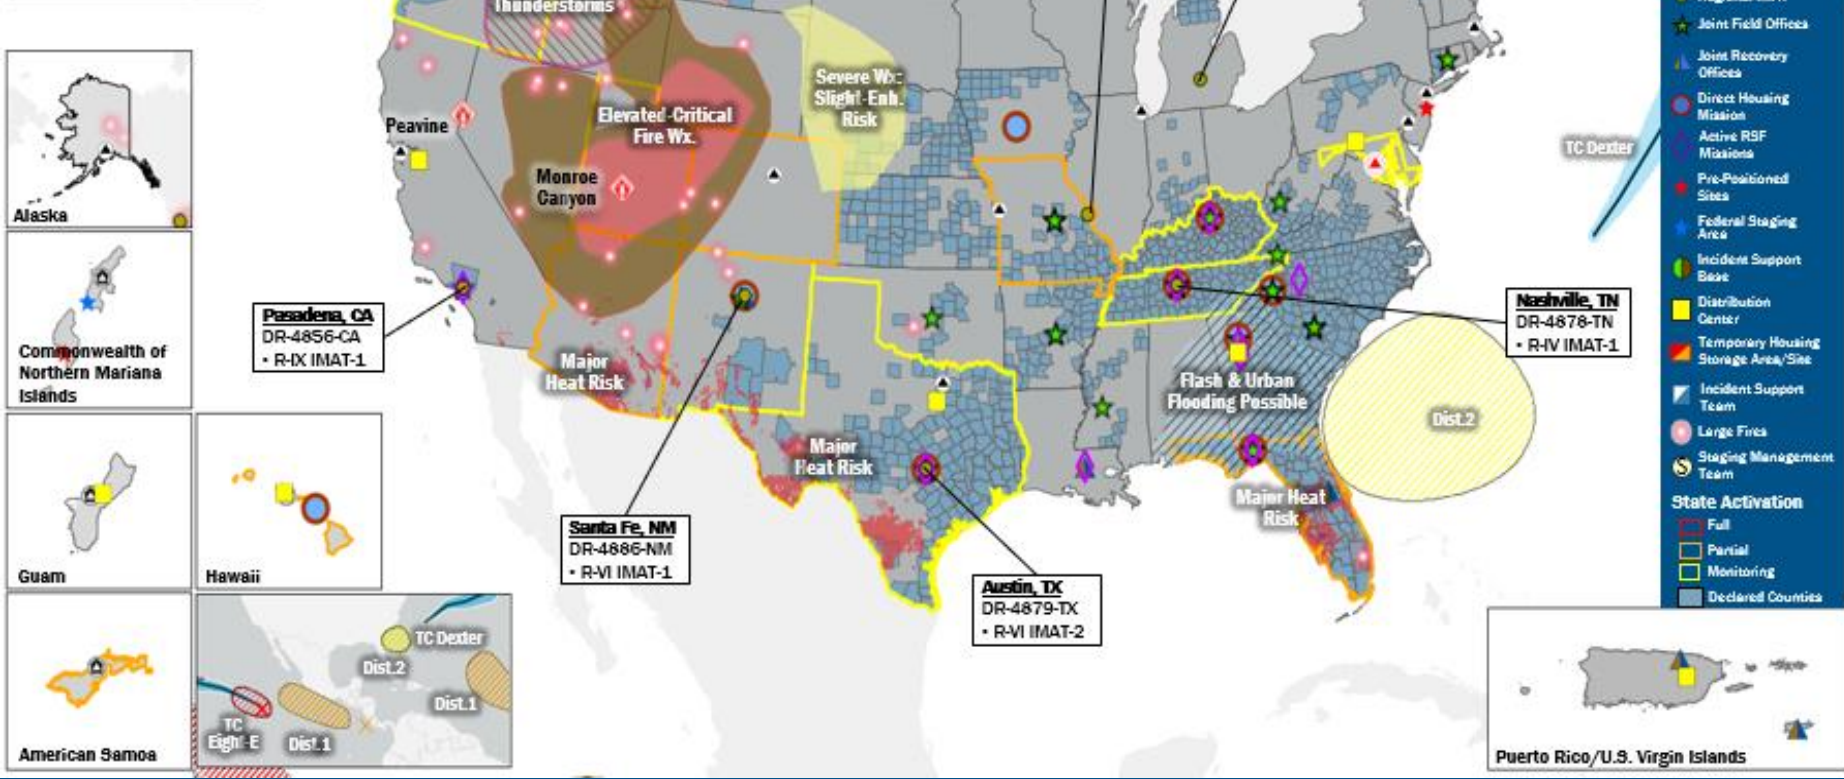 Thunderstorms
Joint Field Offices
Joint Recovery
Offices
Direct Housing
Mission
Active RSF
Missions
Pre-Positioned
Sites
Federal Staging
Area
Incident Support
Base
Distribution
Center
Temporary Housing
Storage Area/Site
Incident Support
Team
Large Fires
Staging Management
Team
State Activation
Full
Partial
Monitoring
Declared Counties
Severe Wx:
Slight-Enh.
Risk
Elevated-Critical
Fire Wx.
Peavine
Monroe
Canyon
TC Dexter
Alaska
Commonwealth of
Northern Mariana
Islands
Guam
Hawaii
American Samoa
Pasadena, CA
DR-4856-CA
• R-IX IMAT-1
Nashville, TN
DR-4878-TN
• R-IV IMAT-1
Major
Heat Risk
Flash & Urban
Flooding Possible
Dist.2
Major
Heat Risk
Major Heat
Risk
Santa Fe, NM
DR-4886-NM
• R-VI IMAT-1
Austin, TX
DR-4879-TX
• R-VI IMAT-2
TC Dexter
Dist.2
Dist.1
TC
Eight-E
Dist.1
Puerto Rico/U.S. Virgin Islands